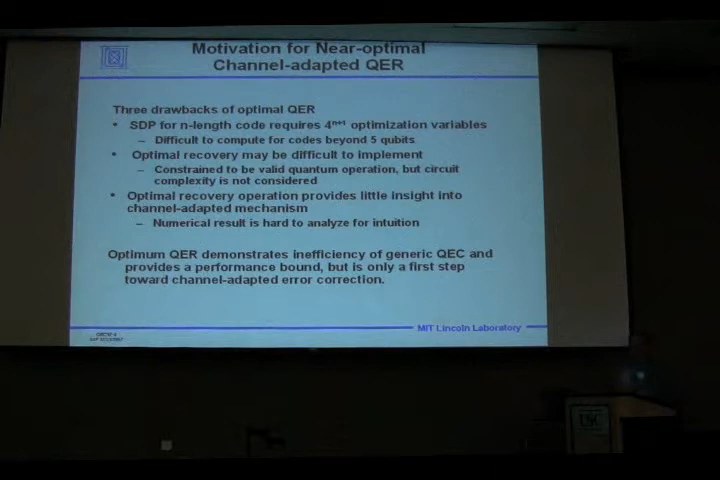 Motivation for Near-optimal
Channel-adapted QER
Three drawbacks of optimal QER
• SDP for n-length code requires 4ⁿ⁺¹ optimization variables
– Difficult to compute for codes beyond 5 qubits
• Optimal recovery may be difficult to implement
– Constrained to be valid quantum operation, but circuit
complexity is not considered
• Optimal recovery operation provides little insight into
channel-adapted mechanism
– Numerical result is hard to analyze for intuition
Optimum QER demonstrates inefficiency of generic QEC and
provides a performance bound, but is only a first step
toward channel-adapted error correction.
MIT Lincoln Laboratory
USC